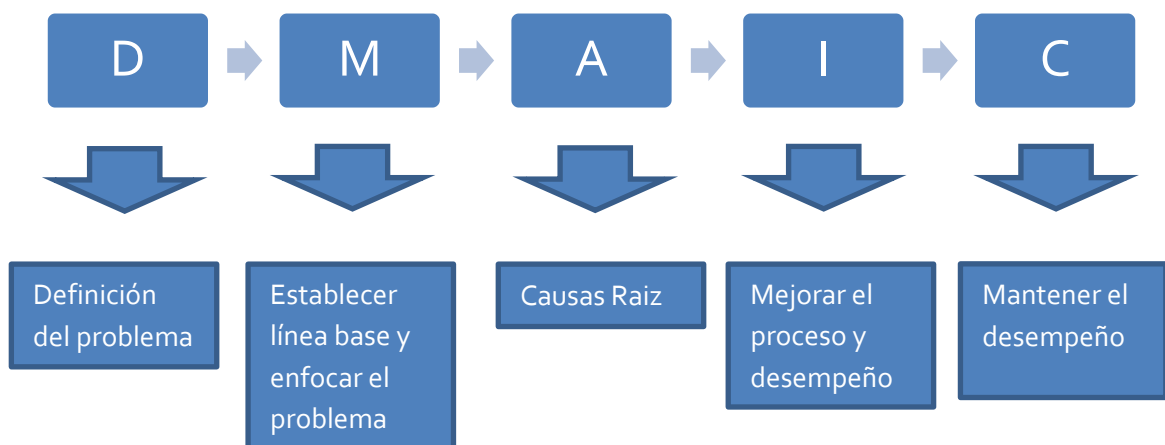 D
M
A
I
C
Definición
del problema
Establecer
línea base y
enfocar el
problema
Causas Raiz
Mejorar el
proceso y
desempeño
Mantener el
desempeño